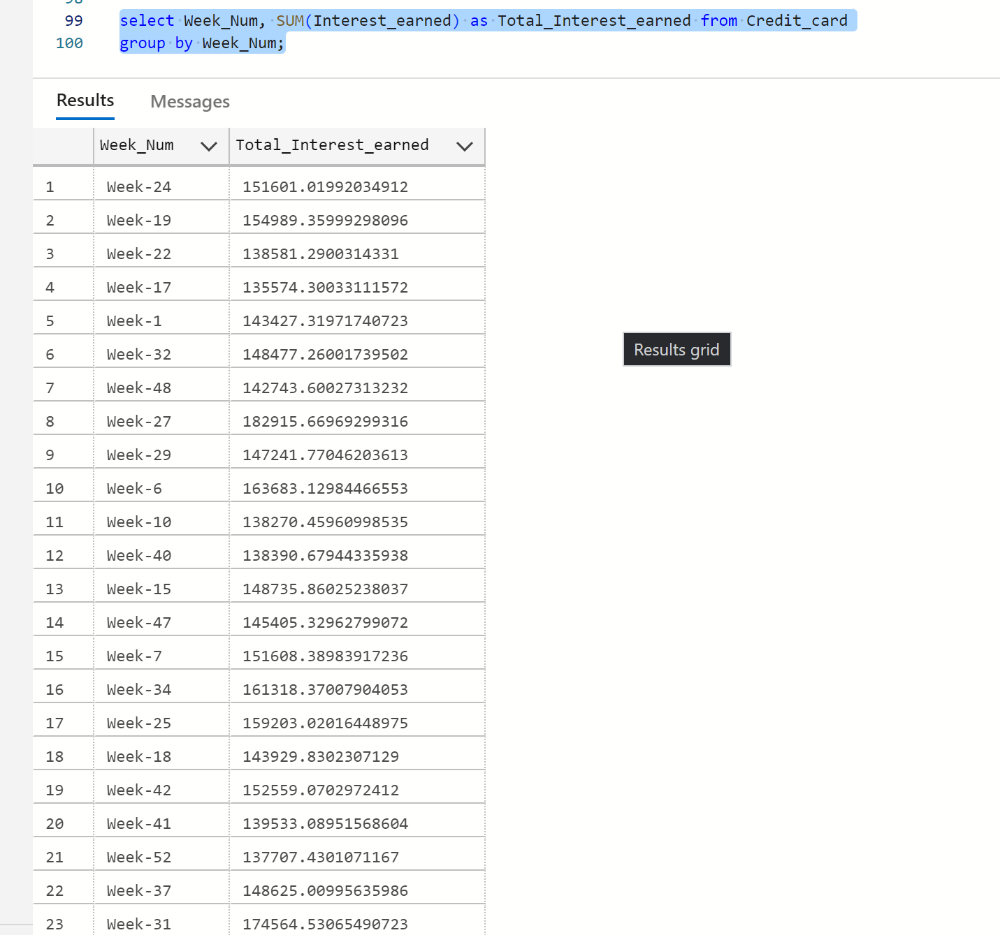 98
99 select Week_Num, SUM(Interest_earned) as Total_Interest_earned from Credit_card
100 group by Week_Num;
Results Messages
Week_Num Total_Interest_earned
1 Week-24 151601.01992034912
2 Week-19 154989.35999298096
3 Week-22 138581.2900314331
4 Week-17 135574.30033111572
5 Week-1 143427.31971740723
Results grid
6 Week-32 148477.26001739502
7 Week-48 142743.60027313232
8 Week-27 182915.66969299316
9 Week-29 147241.77046203613
10 Week-6 163683.12984466553
11 Week-10 138270.45960998535
12 Week-40 138390.67944335938
13 Week-15 148735.86025238037
14 Week-47 145405.32962799072
15 Week-7 151608.38983917236
16 Week-34 161318.37007904053
17 Week-25 159203.02016448975
18 Week-18 143929.8302307129
19 Week-42 152559.0702972412
20 Week-41 139533.08951568604
21 Week-52 137707.4301071167
22 Week-37 148625.00995635986
23 Week-31 174564.53065490723